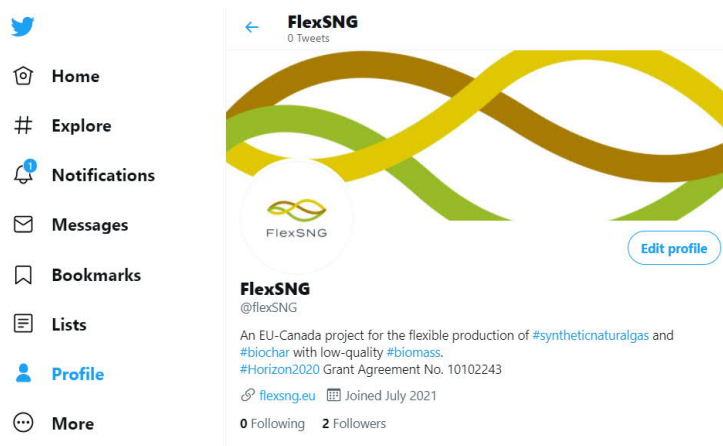 FlexSNG
0 Tweets
Home
# Explore
1
Notifications
Messages
Bookmarks
Lists
Profile
More
FlexSNG
Edit profile
FlexSNG
@flexSNG
An EU-Canada project for the flexible production of #syntheticnaturalgas and
#biochar with low-quality #biomass.
#Horizon2020 Grant Agreement No. 10102243
flexsng.eu Joined July 2021
0 Following 2 Followers